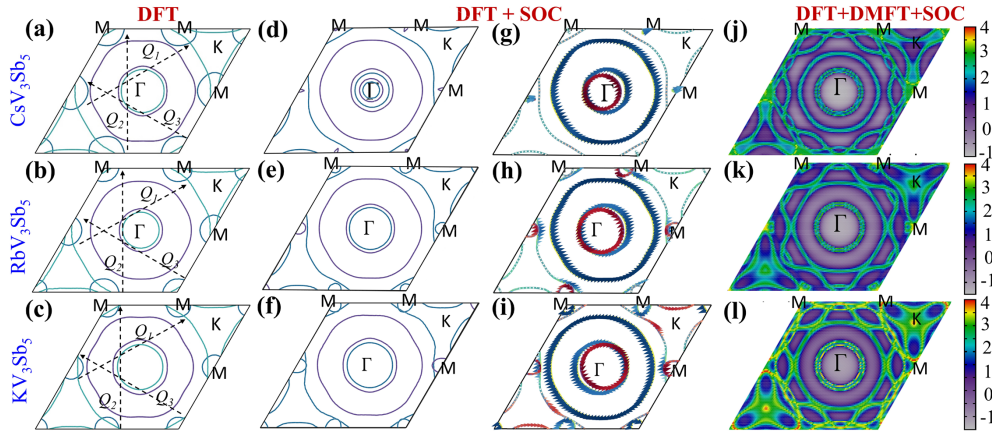 DFT
DFT + SOC
DFT+DMFT+SOC
(a)
M
M
Q1
K
Γ
M
Q2
Q3
(d)
M
M
K
Γ
M
(g)
M
M
K
Γ
M
(j)
M
M
K
Γ
M
4
3
2
1
0
-1
CsV3Sb5
(b)
M
M
Q1
K
Γ
M
Q2
Q3
(e)
M
M
K
Γ
M
(h)
M
M
K
Γ
M
(k)
M
M
K
Γ
M
4
3
2
1
0
-1
RbV3Sb5
(c)
M
M
Q1
K
Γ
M
Q2
Q3
(f)
M
M
K
Γ
M
(i)
M
M
K
Γ
M
(l)
M
M
K
Γ
M
4
3
2
1
0
-1
KV3Sb5